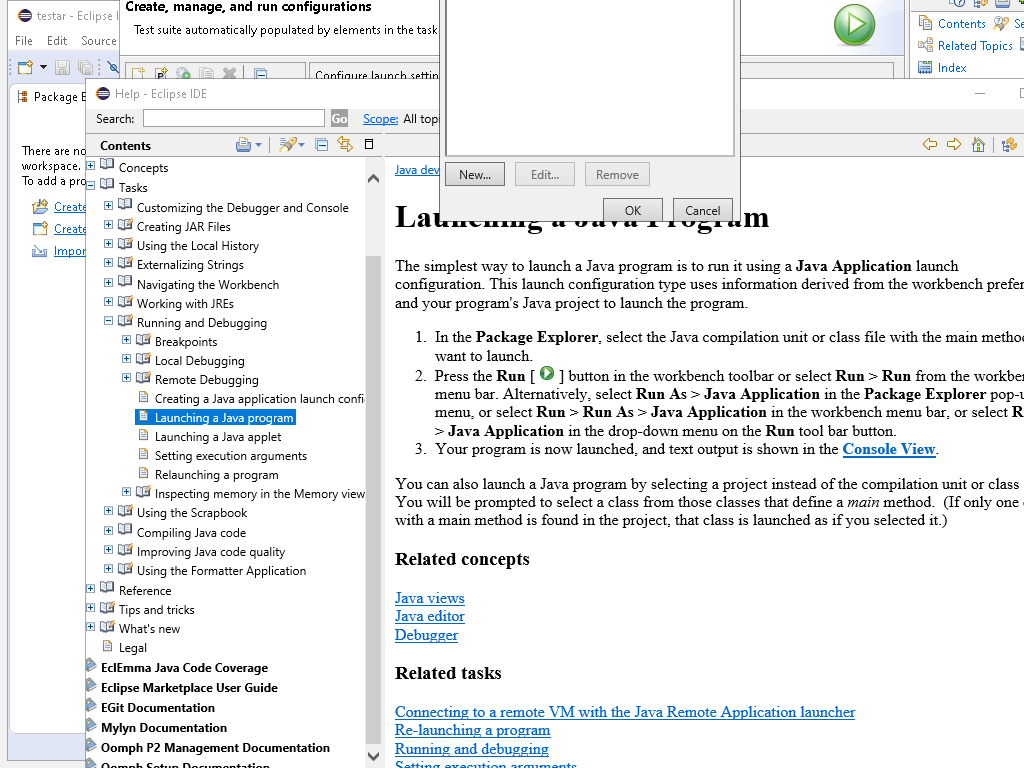 testar - Eclipse I
File Edit Source
Package E
There are no
workspace.
To add a pro
Create
Create
Impor
Create, manage, and run configurations
Test suite automatically populated by elements in the task
Configure launch settin
Contents
Related Topics
Index
Help - Eclipse IDE
Search: Go Scope: All top
Contents
Concepts
Tasks
Customizing the Debugger and Console
Creating JAR Files
Using the Local History
Externalizing Strings
Navigating the Workbench
Working with JREs
Running and Debugging
Breakpoints
Local Debugging
Remote Debugging
Creating a Java application launch confi
Launching a Java program
Launching a Java applet
Setting execution arguments
Relaunching a program
Inspecting memory in the Memory view
Using the Scrapbook
Compiling Java code
Improving Java code quality
Using the Formatter Application
Reference
Tips and tricks
What's new
Legal
EclEmma Java Code Coverage
Eclipse Marketplace User Guide
EGit Documentation
Mylyn Documentation
Oomph P2 Management Documentation
Oomph Setup Documentation
New... Edit... Remove
OK Cancel
Java dev
Launching a Java Program
The simplest way to launch a Java program is to run it using a Java Application launch
configuration. This launch configuration type uses information derived from the workbench prefer
and your program's Java project to launch the program.
1. In the Package Explorer, select the Java compilation unit or class file with the main method
want to launch.
2. Press the Run [ ] button in the workbench toolbar or select Run > Run from the workben
menu bar. Alternatively, select Run As > Java Application in the Package Explorer pop-u
menu, or select Run > Run As > Java Application in the workbench menu bar, or select R
> Java Application in the drop-down menu on the Run tool bar button.
3. Your program is now launched, and text output is shown in the Console View.
You can also launch a Java program by selecting a project instead of the compilation unit or class
You will be prompted to select a class from those classes that define a main method. (If only one
with a main method is found in the project, that class is launched as if you selected it.)
Related concepts
Java views
Java editor
Debugger
Related tasks
Connecting to a remote VM with the Java Remote Application launcher
Re-launching a program
Running and debugging
Setting execution arguments